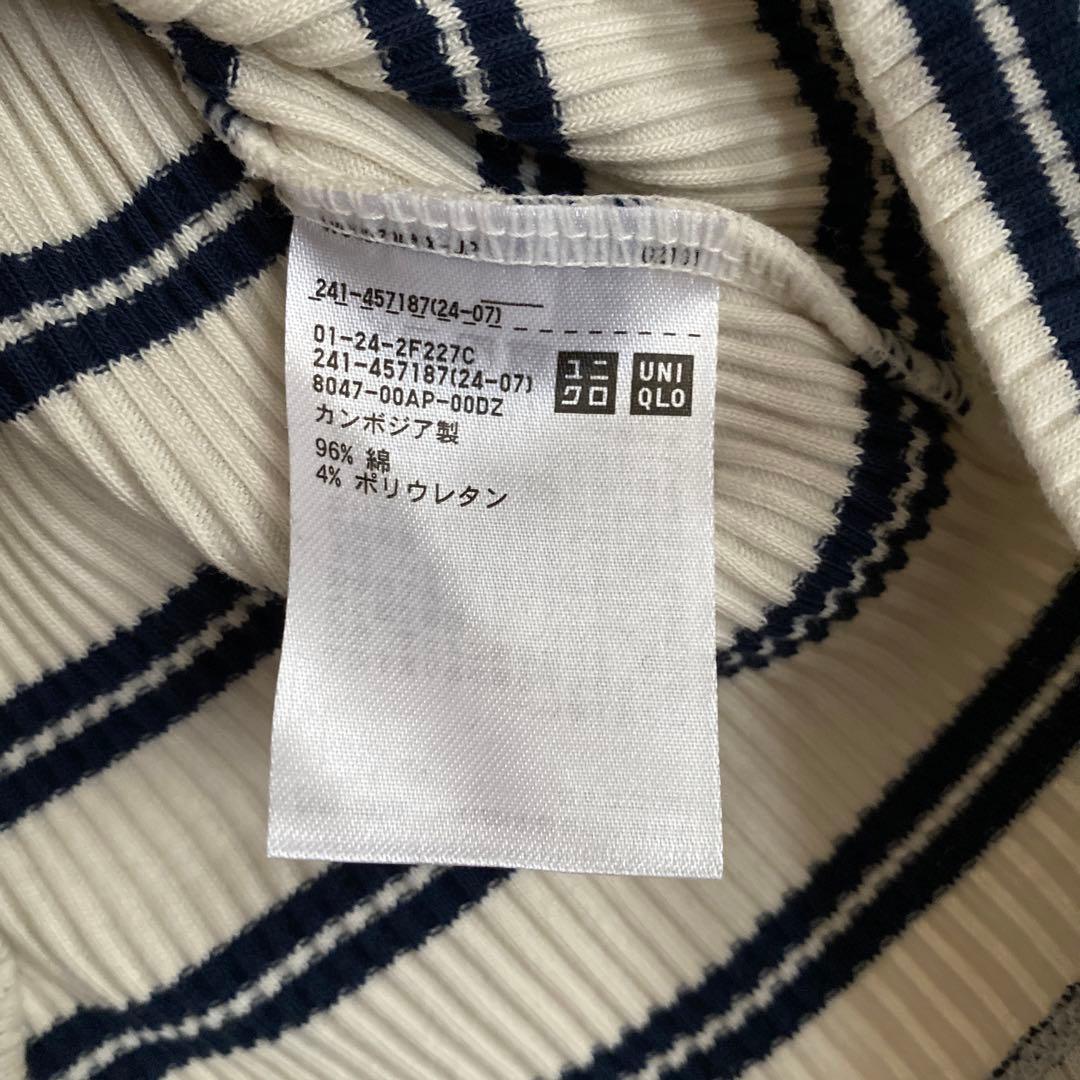 241-457187(24-07)
01-24-2F227C
241-457187(24-07)
8047-00AP-00DZ
カンボジア製
96% 綿
4% ポリウレタン
ユニ
クロ
UNI
QLO